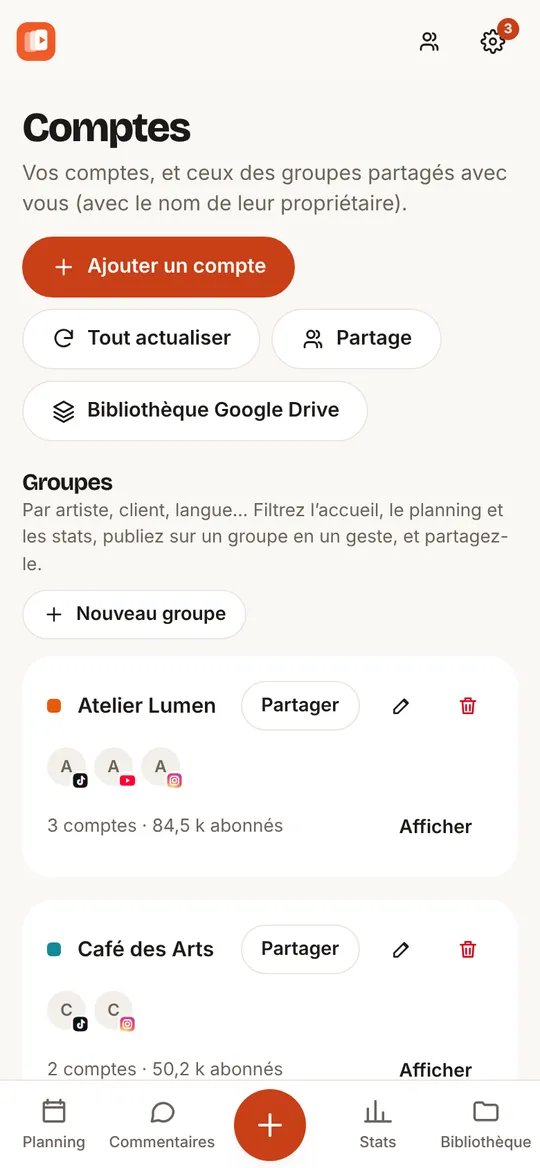 3
Comptes
Vos comptes, et ceux des groupes partagés avec
vous (avec le nom de leur propriétaire).
Ajouter un compte
Tout actualiser
Partage
Bibliothèque Google Drive
Groupes
Par artiste, client, langue… Filtrez l’accueil, le planning et
les stats, publiez sur un groupe en un geste, et partagez-
le.
Nouveau groupe
Atelier Lumen
Partager
A A A
3 comptes · 84,5 k abonnés
Afficher
Café des Arts
Partager
C C
2 comptes · 50,2 k abonnés
Afficher
Planning
Commentaires
Stats
Bibliothèque